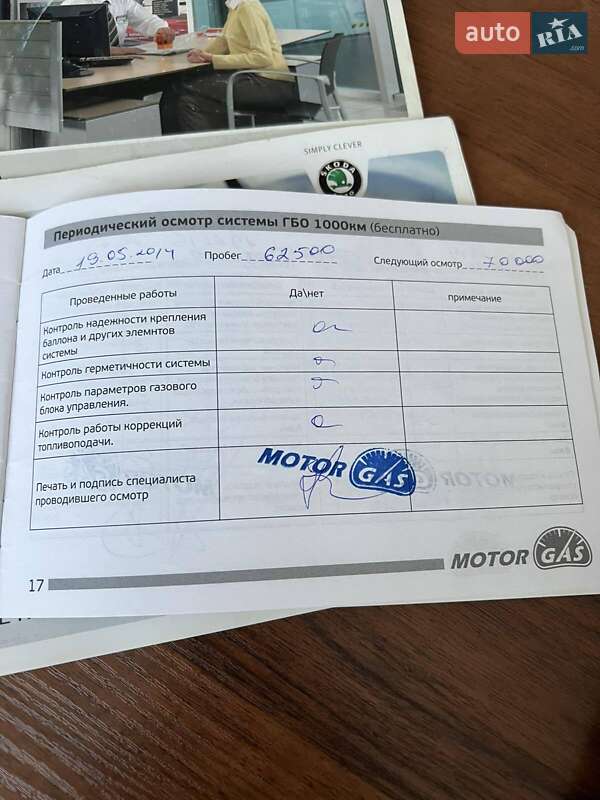 auto RIA.com
SIMPLY CLEVER
SKODA
Периодический осмотр системы ГБО 1000км (бесплатно)
Дата 19.05.2014 Пробег 62500 Следующий осмотр 70000
Проведенные работы Да\нет примечание
Контроль надежности крепления
баллона и других элемнтов
системы
Контроль герметичности системы
Контроль параметров газового
блока управления.
Контроль работы коррекций
топливоподачи.
Печать и подпись специалиста
проводившего осмотр
MOTOR GAS
MOTOR GAS
17